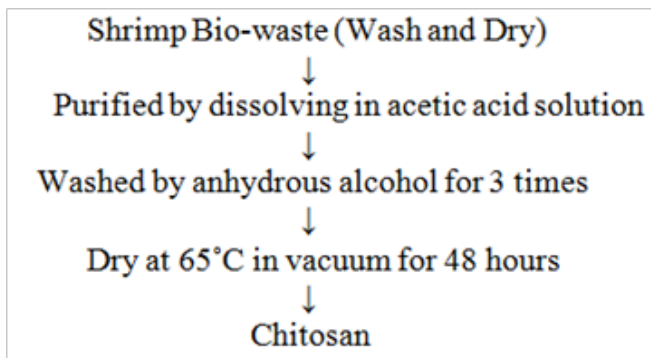 Shrimp Bio-waste (Wash and Dry)
↓
Purified by dissolving in acetic acid solution
↓
Washed by anhydrous alcohol for 3 times
↓
Dry at 65˚C in vacuum for 48 hours
↓
Chitosan